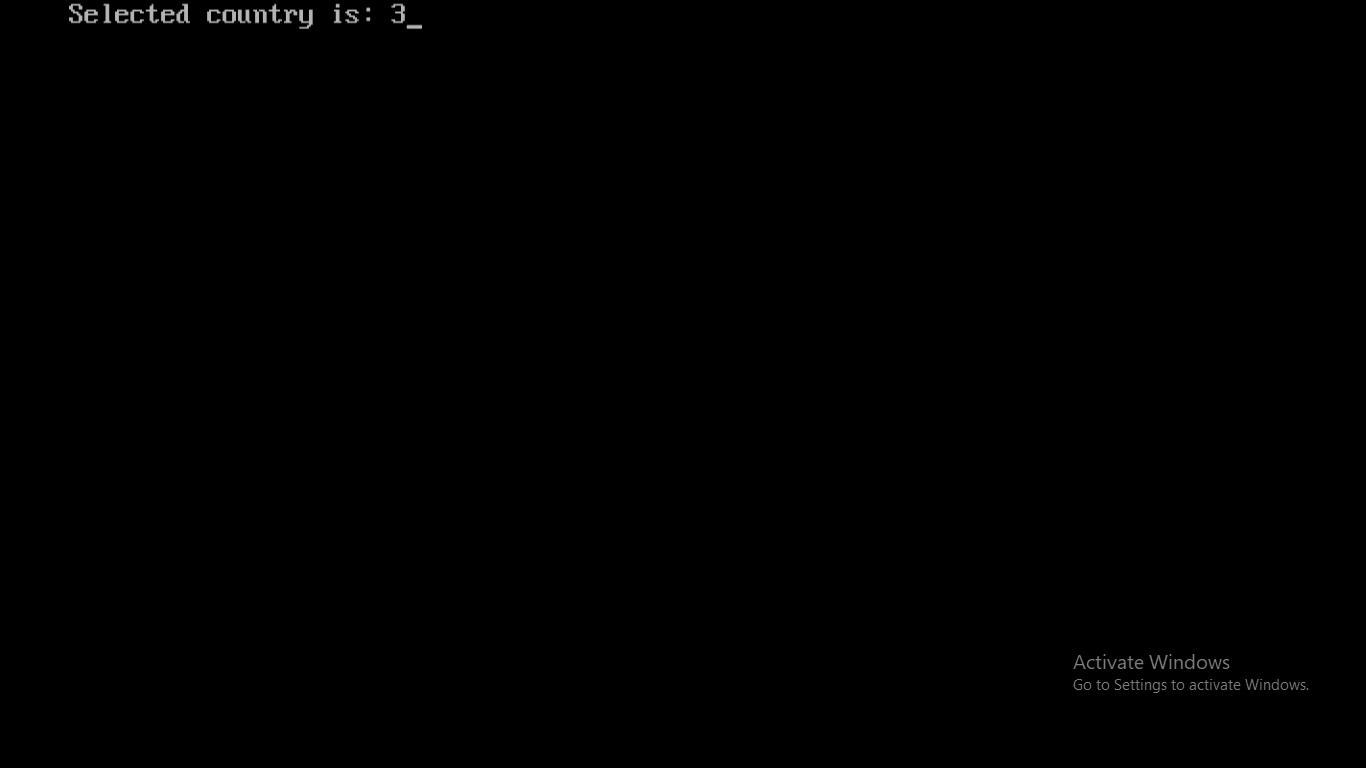 Selected country is: 3_
Activate Windows
Go to Settings to activate Windows.